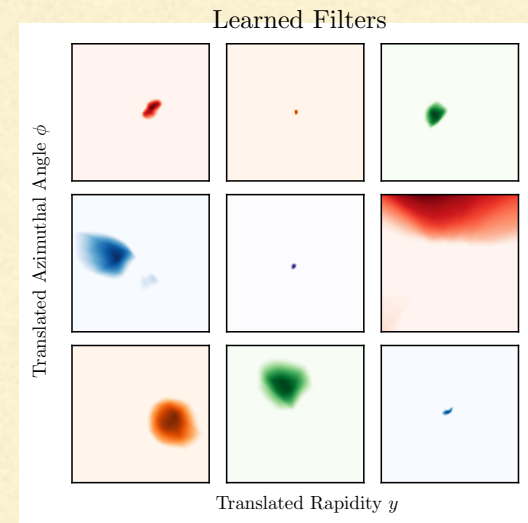 Learned Filters
Translated Azimuthal Angle ϕ
Translated Rapidity y